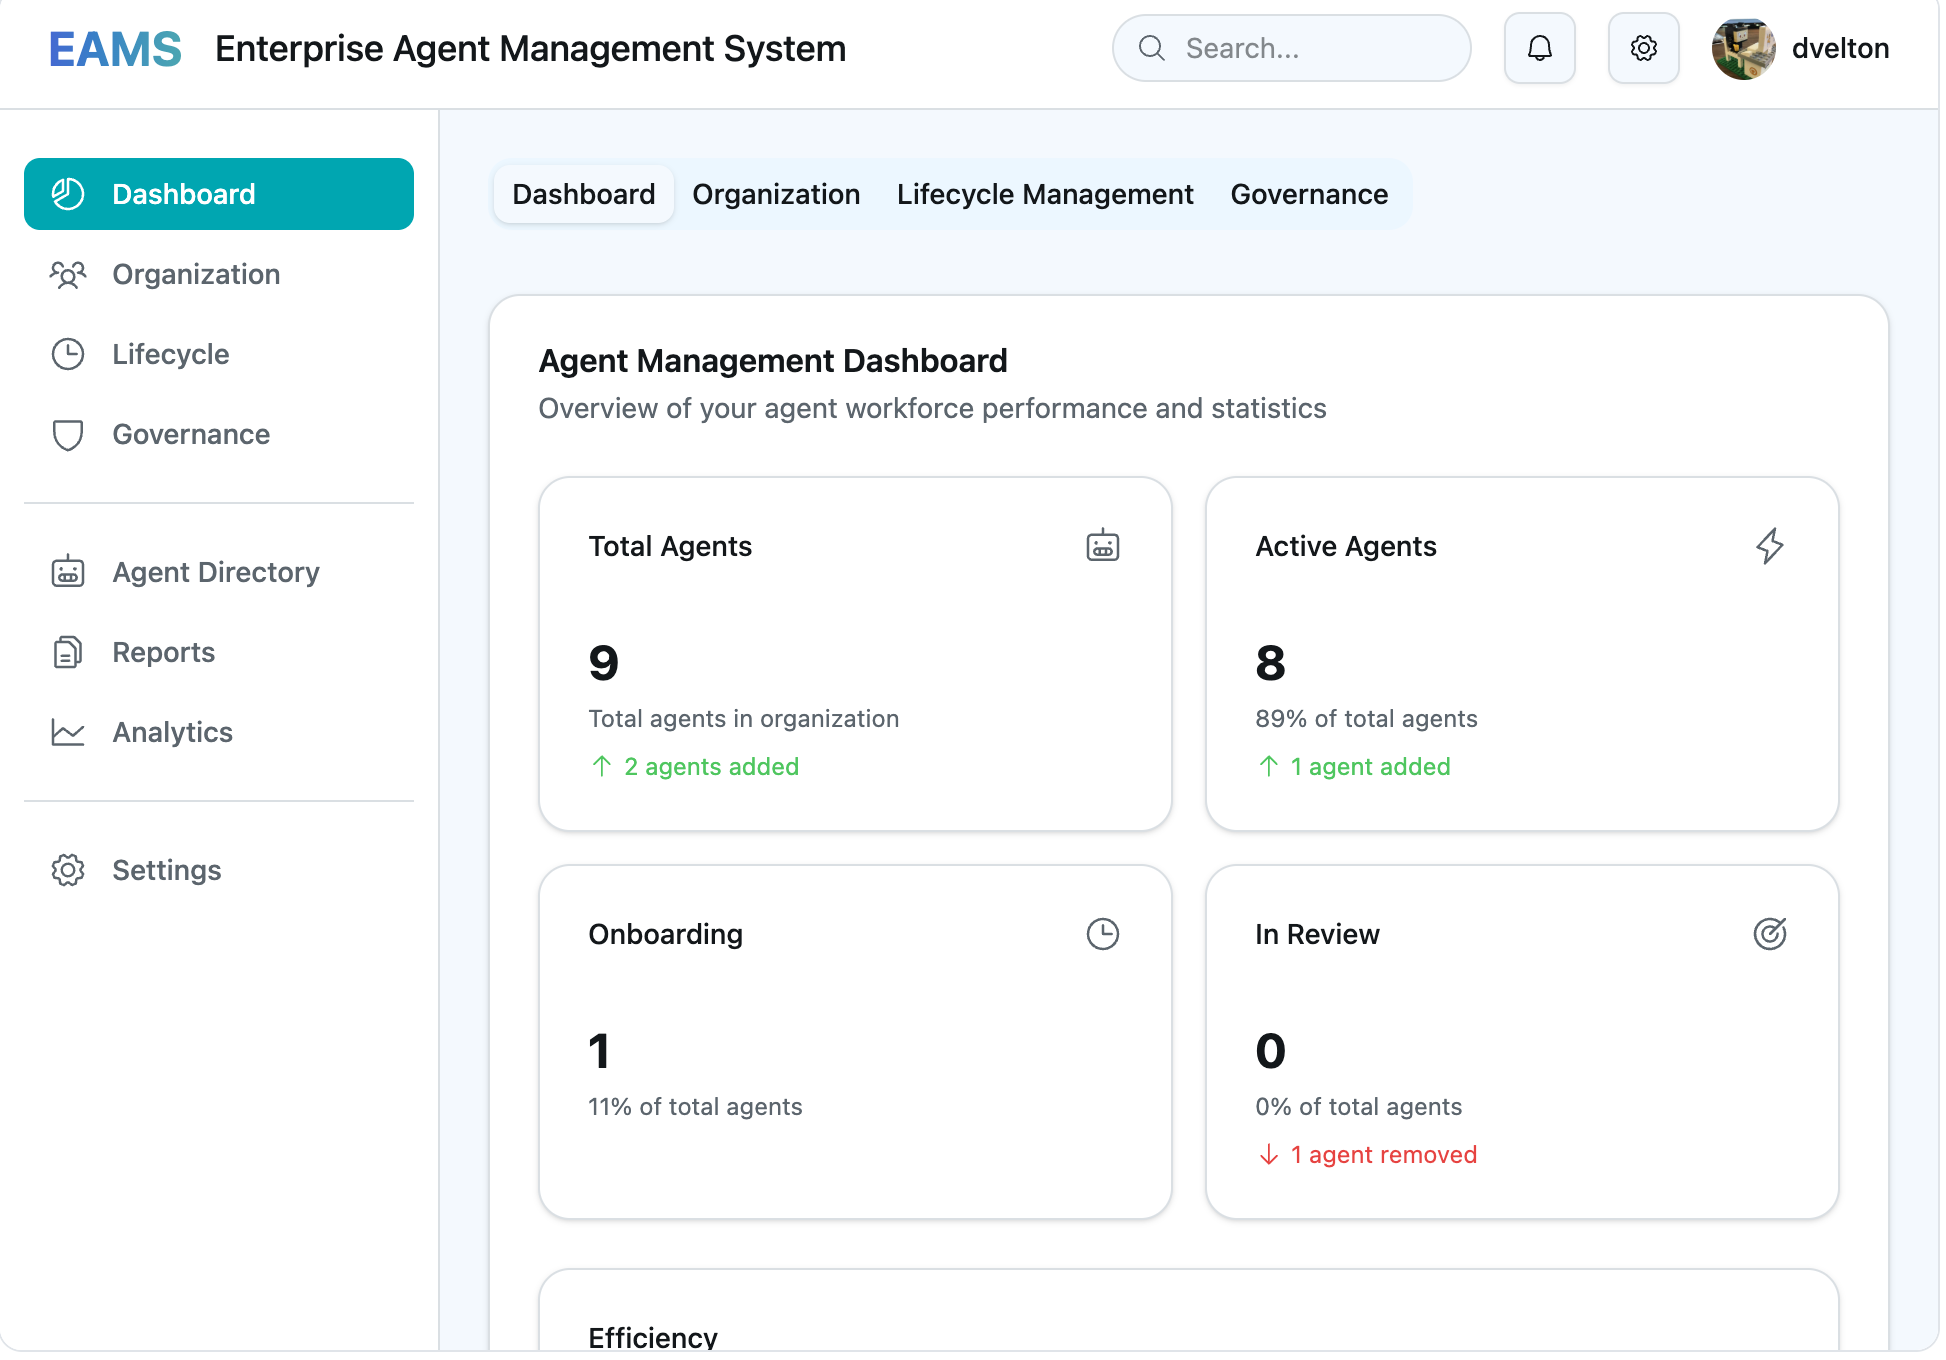 EAMS Enterprise Agent Management System
Search...
dvelton
Dashboard
Organization
Lifecycle
Governance
Agent Directory
Reports
Analytics
Settings
Dashboard Organization Lifecycle Management Governance
Agent Management Dashboard
Overview of your agent workforce performance and statistics
Total Agents
9
Total agents in organization
↑ 2 agents added
Active Agents
8
89% of total agents
↑ 1 agent added
Onboarding
1
11% of total agents
In Review
0
0% of total agents
↓ 1 agent removed
Efficiency